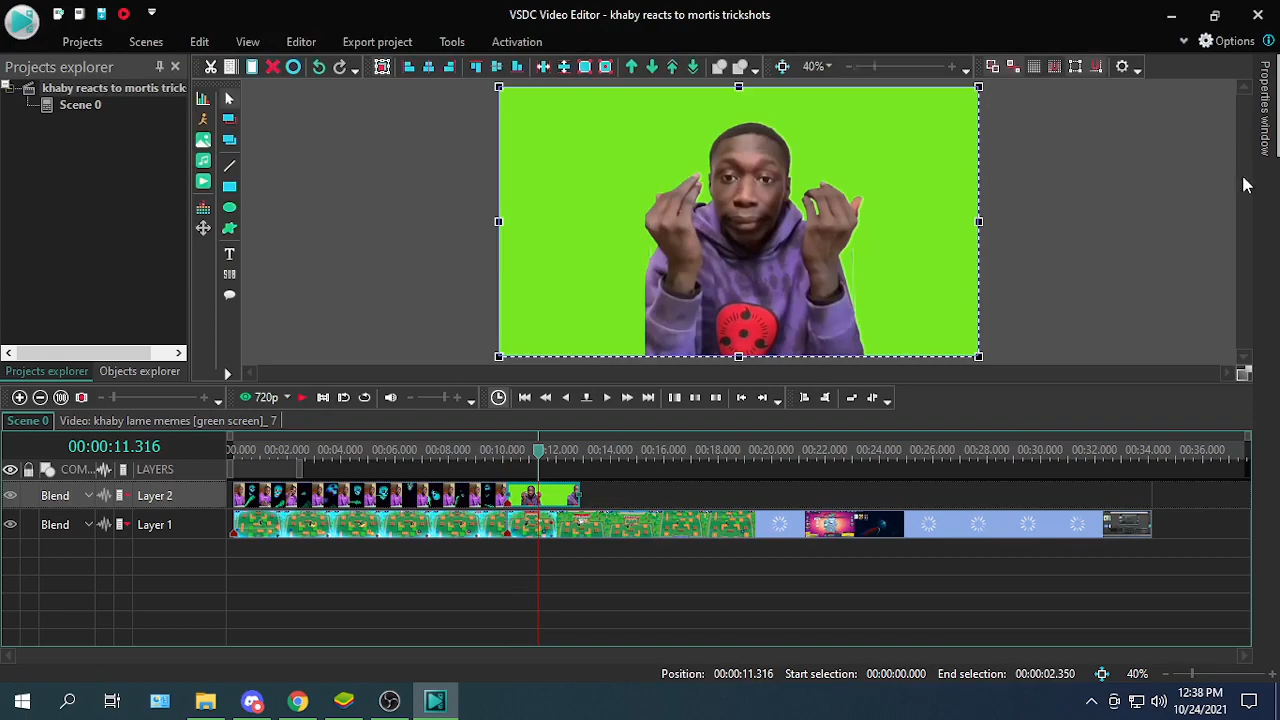 VSDC Video Editor - khaby reacts to mortis trickshots
Projects Scenes Edit View Editor Export project Tools Activation
Options
Projects explorer
40%
khaby reacts to mortis trick
Scene 0
Properties window
T
Projects explorer Objects explorer
720p
Scene 0 Video: khaby lame memes [green screen]_ 7
00:00:11.316
0.000 00:02.000 00:04.000 00:06.000 00:08.000 00:10.000 :12.000 00:14.000 00:16.000 00:18.000 00:20.000 00:22.000 00:24.000 00:26.000 00:28.000 00:30.000 00:32.000 00:34.000 00:36.000
COM... LAYERS
Blend Layer 2
Blend Layer 1
Position: 00:00:11.316 Start selection: 00:00:00.000 End selection: 00:00:02.350 40%
12:38 PM
10/24/2021